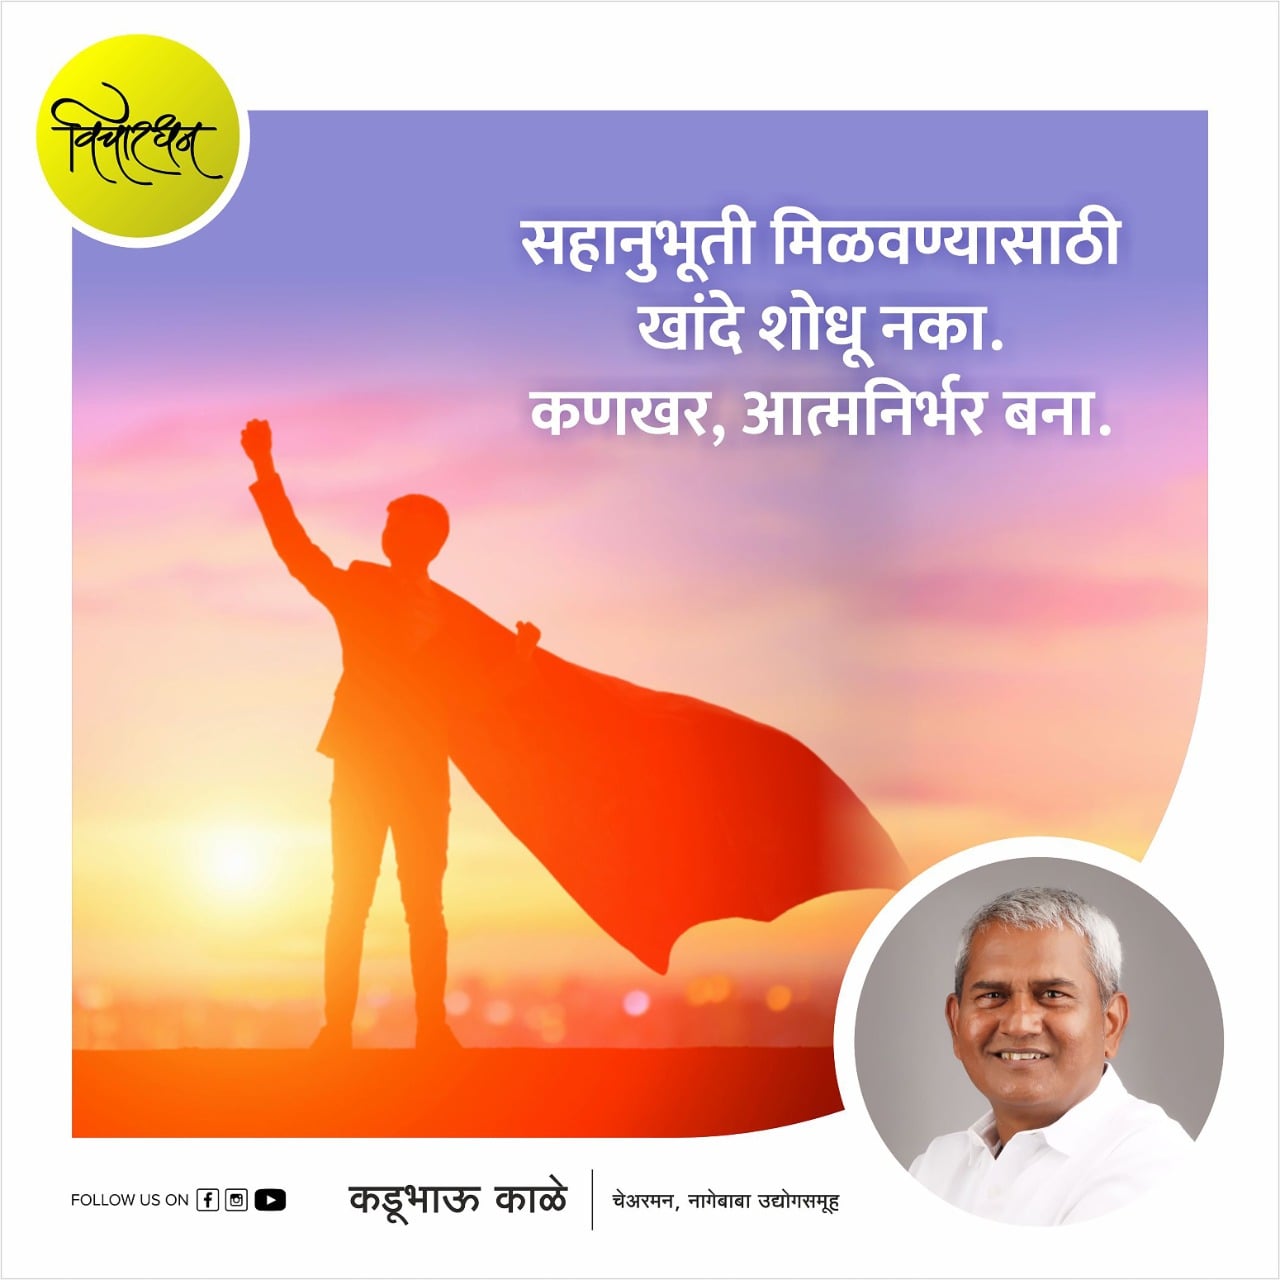 विचारधन
सहानुभूती मिळवण्यासाठी
खांदे शोधू नका.
कणखर, आत्मनिर्भर बना.
FOLLOW US ON
कडूभाऊ काळे
चेअरमन, नागेबाबा उद्योगसमूह